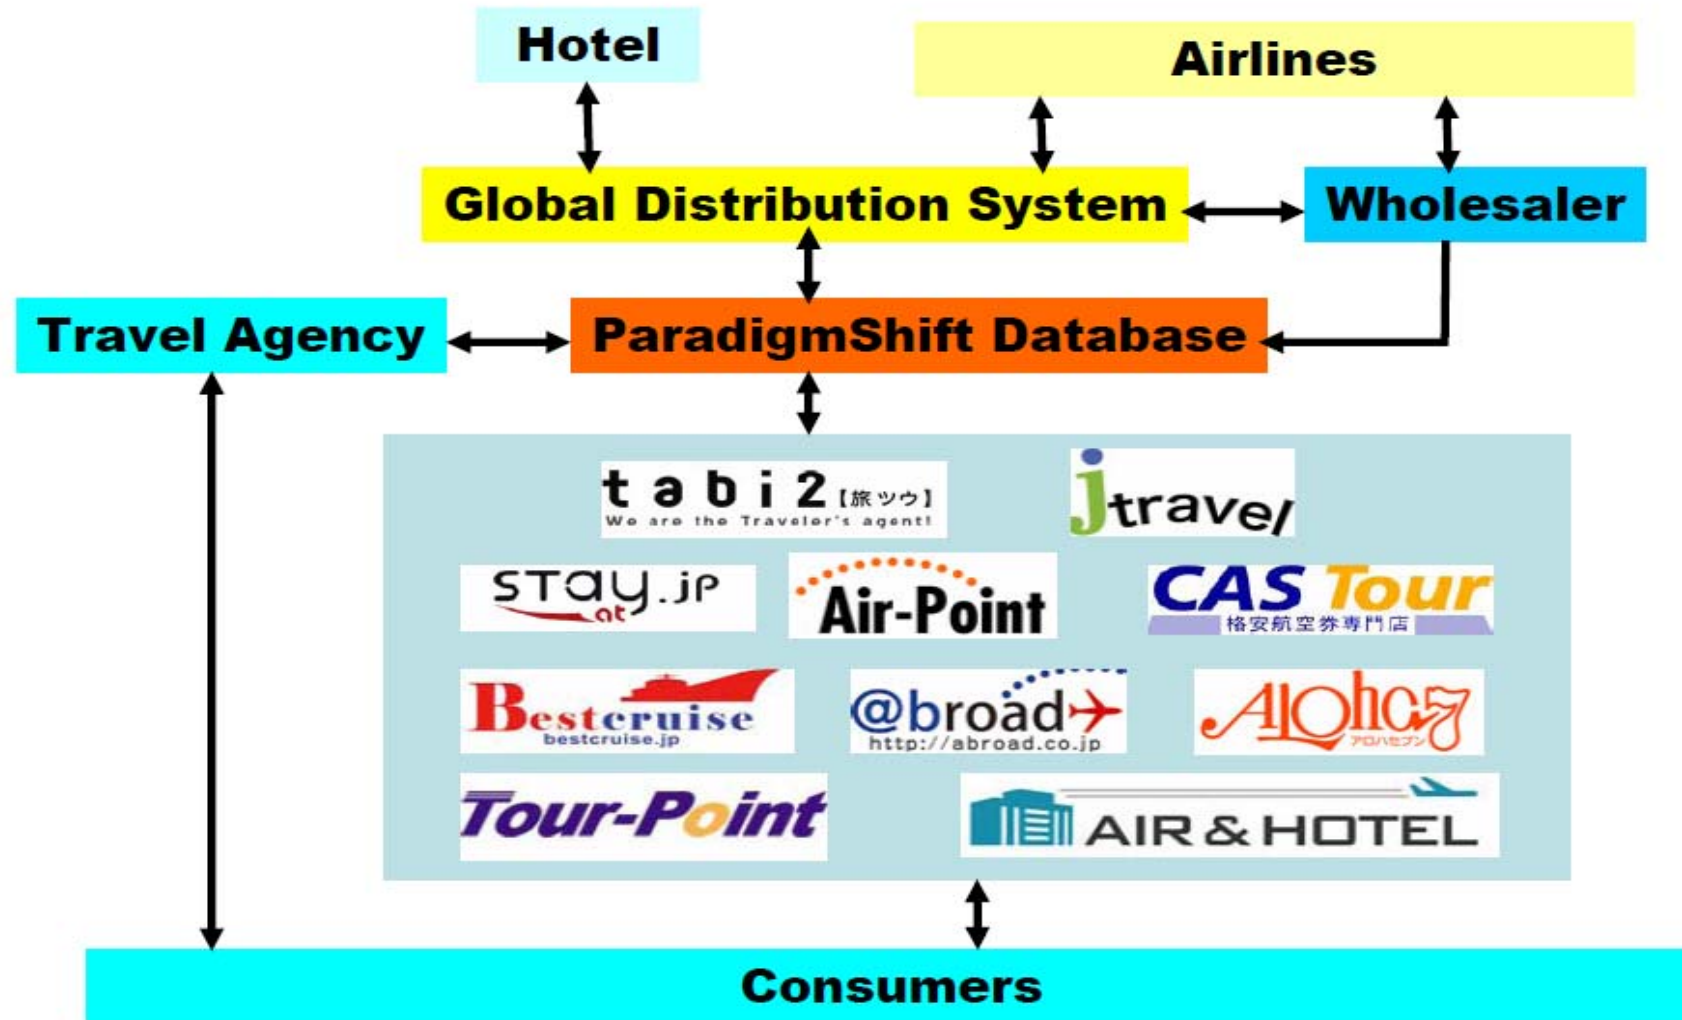 Hotel
Airlines
Global Distribution System
Wholesaler
Travel Agency
ParadigmShift Database
tabi2【旅ツウ】
We are the Traveler's agent!
jtravel
STay.JP
at
Air-Point
CAS Tour
格安航空券専門店
Bestcruise
bestcruise.jp
@broad
http://abroad.co.jp
ALOha7
アロハセブン
Tour-Point
AIR & HOTEL
Consumers